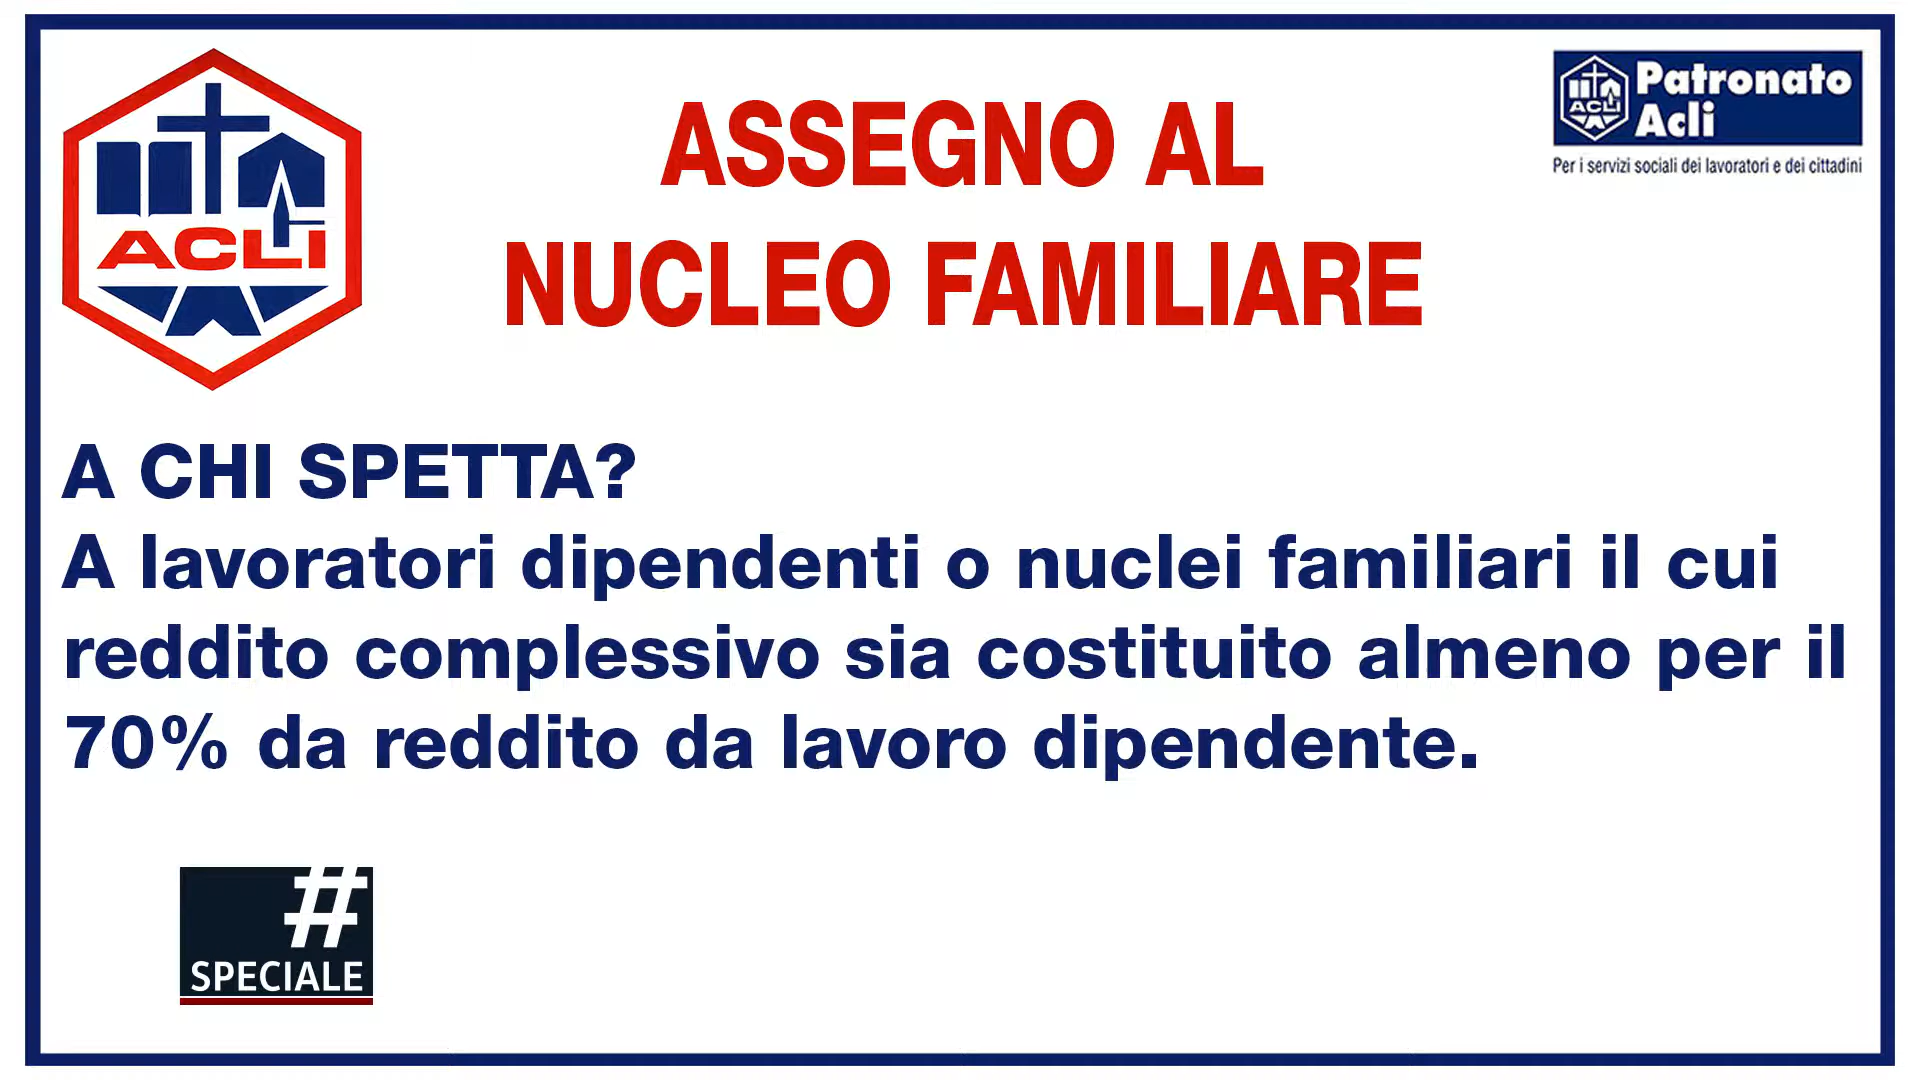 ACLI
ASSEGNO AL
NUCLEO FAMILIARE
ACLI
Patronato
Acli
Per i servizi sociali dei lavoratori e dei cittadini
A CHI SPETTA?
A lavoratori dipendenti o nuclei familiari il cui
reddito complessivo sia costituito almeno per il
70% da reddito da lavoro dipendente.
#
SPECIALE